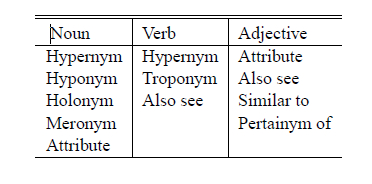 Noun Verb Adjective
Hypernym Hypernym Attribute
Hyponym Troponym Also see
Holonym Also see Similar to
Meronym Pertainym of
Attribute